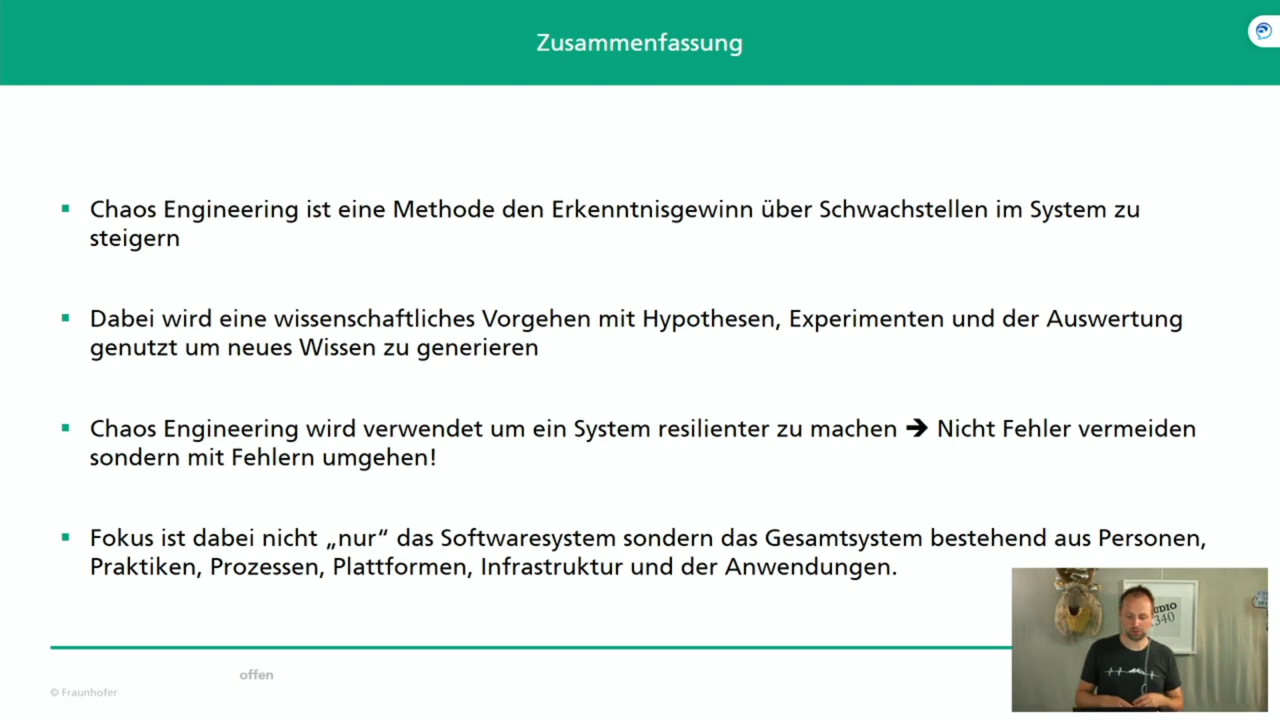 Zusammenfassung
Chaos Engineering ist eine Methode den Erkenntnisgewinn über Schwachstellen im System zu
steigern
Dabei wird eine wissenschaftliches Vorgehen mit Hypothesen, Experimenten und der Auswertung
genutzt um neues Wissen zu generieren
Chaos Engineering wird verwendet um ein System resilienter zu machen ➔ Nicht Fehler vermeiden
sondern mit Fehlern umgehen!
Fokus ist dabei nicht „nur“ das Softwaresystem sondern das Gesamtsystem bestehend aus Personen,
Praktiken, Prozessen, Plattformen, Infrastruktur und der Anwendungen.
offen
© Fraunhofer